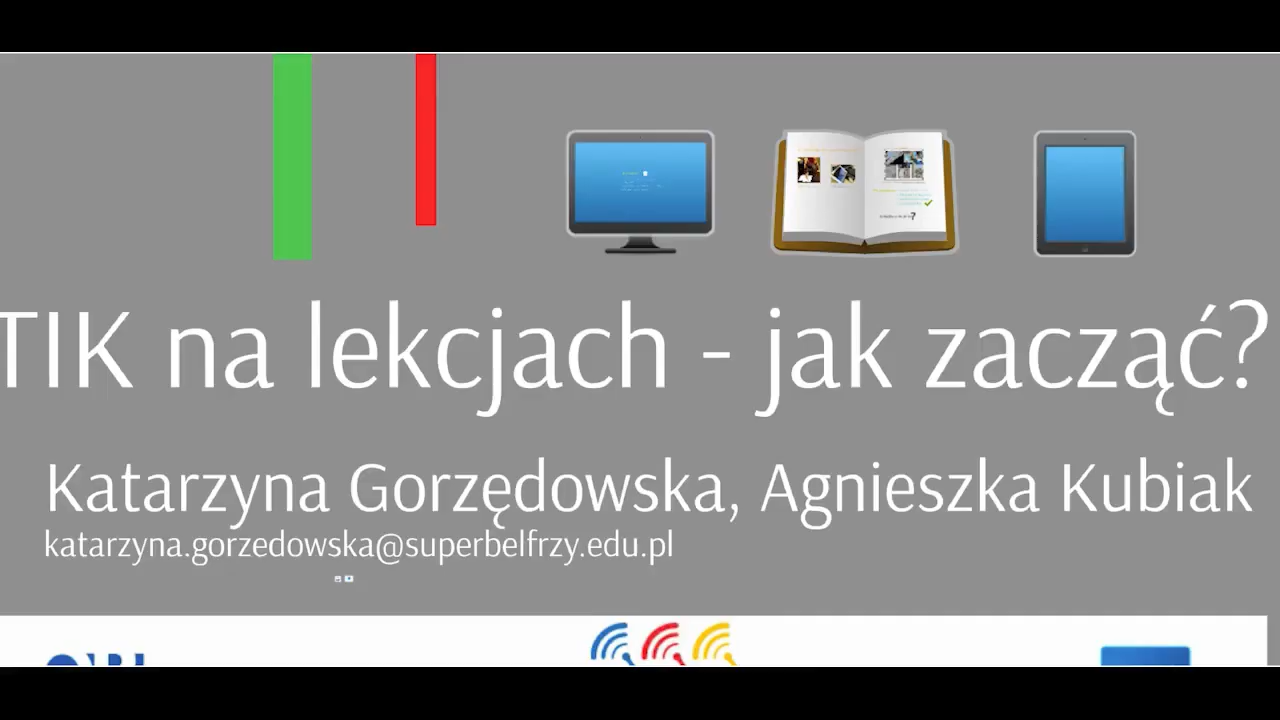 TIK na lekcjach - jak zacząć?
Katarzyna Gorzędowska, Agnieszka Kubiak
katarzyna.gorzedowska@superbelfrzy.edu.pl